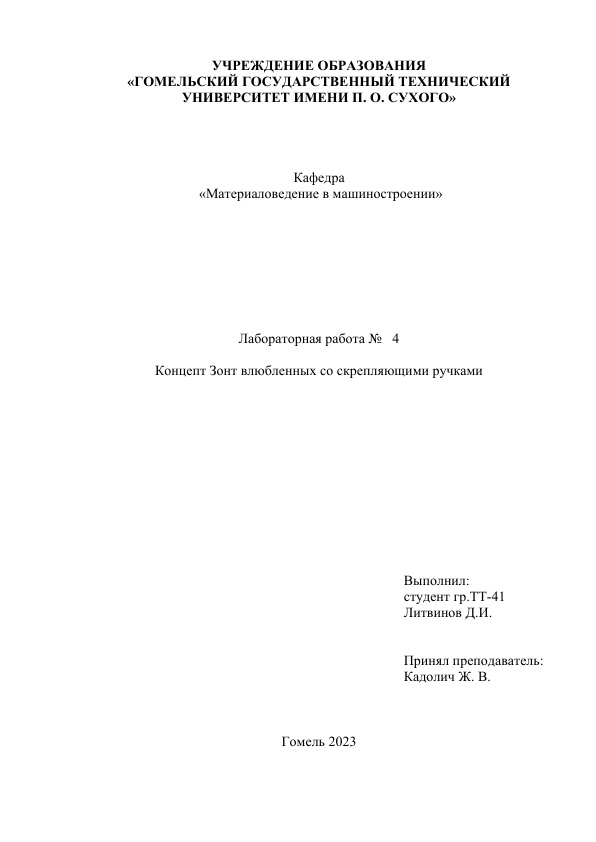 УЧРЕЖДЕНИЕ ОБРАЗОВАНИЯ
«ГОМЕЛЬСКИЙ ГОСУДАРСТВЕННЫЙ ТЕХНИЧЕСКИЙ
УНИВЕРСИТЕТ ИМЕНИ П. О. СУХОГО»
Кафедра
«Материаловедение в машиностроении»
Лабораторная работа № 4
Концепт Зонт влюбленных со скрепляющими ручками
Выполнил:
студент гр.ТТ-41
Литвинов Д.И.
Принял преподаватель:
Кадолич Ж. В.
Гомель 2023